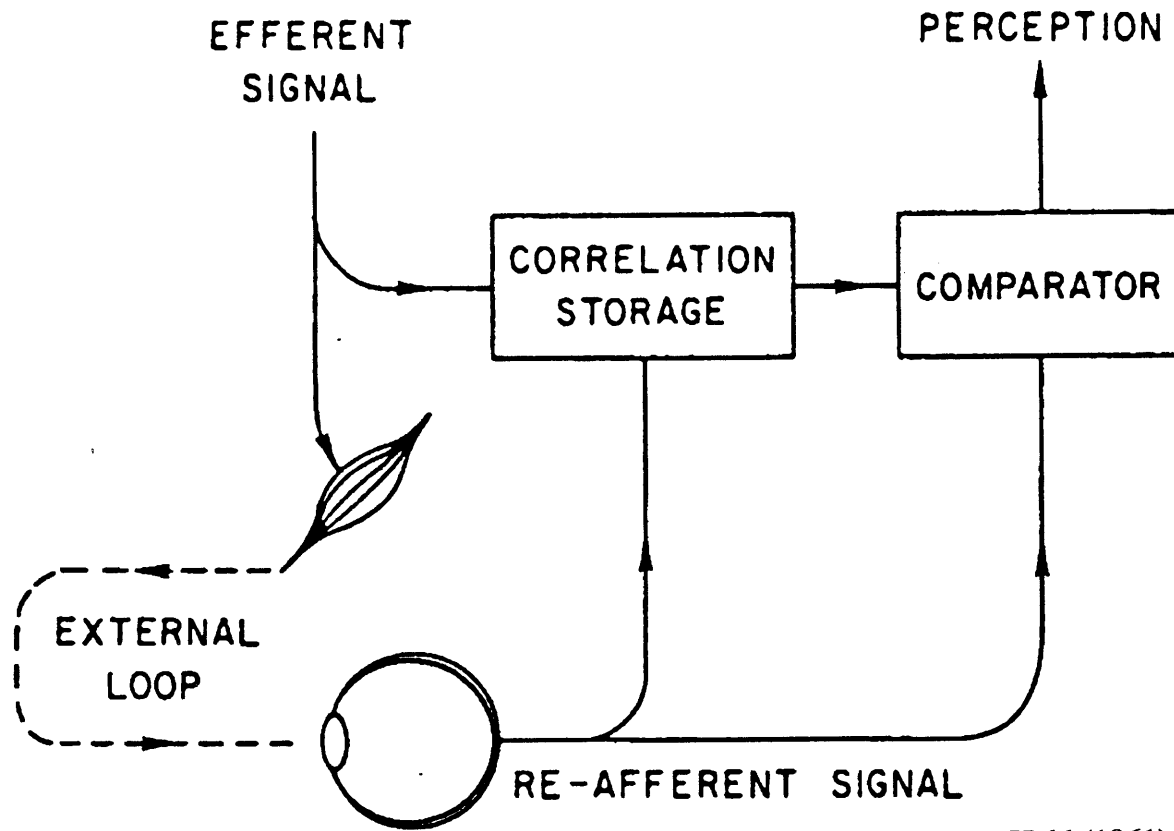 EFFERENT
SIGNAL
PERCEPTION
CORRELATION
STORAGE
COMPARATOR
EXTERNAL
LOOP
RE-AFFERENT SIGNAL